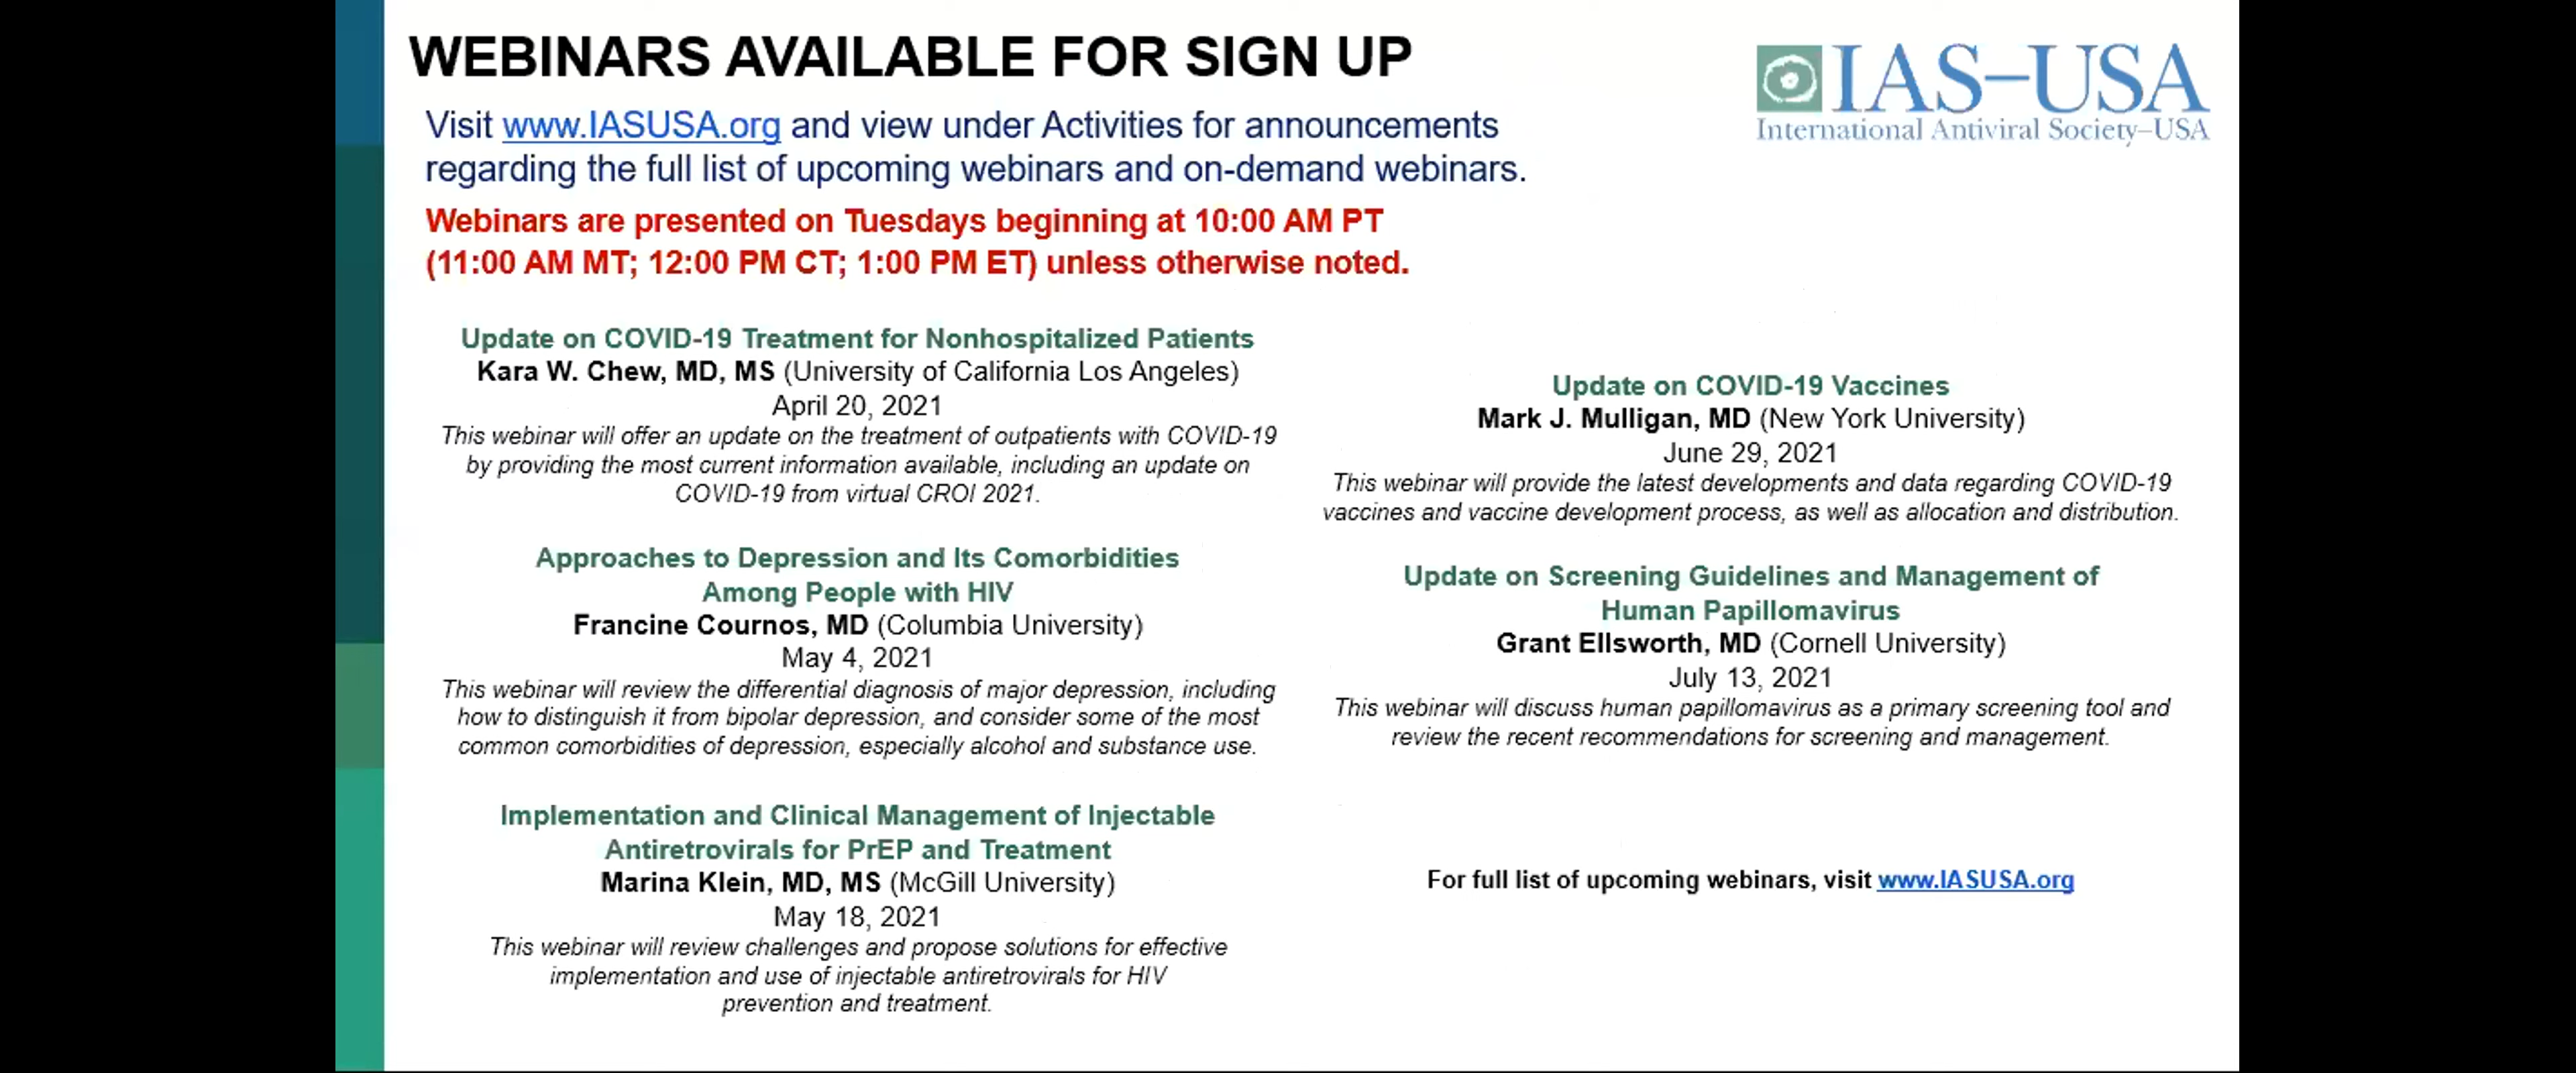 WEBINARS AVAILABLE FOR SIGN UP
IAS–USA
International Antiviral Society–USA
Visit www.IASUSA.org and view under Activities for announcements
regarding the full list of upcoming webinars and on-demand webinars.
Webinars are presented on Tuesdays beginning at 10:00 AM PT
(11:00 AM MT; 12:00 PM CT; 1:00 PM ET) unless otherwise noted.
Update on COVID-19 Treatment for Nonhospitalized Patients
Kara W. Chew, MD, MS (University of California Los Angeles)
April 20, 2021
This webinar will offer an update on the treatment of outpatients with COVID-19
by providing the most current information available, including an update on
COVID-19 from virtual CROI 2021.
Approaches to Depression and Its Comorbidities
Among People with HIV
Francine Cournos, MD (Columbia University)
May 4, 2021
This webinar will review the differential diagnosis of major depression, including
how to distinguish it from bipolar depression, and consider some of the most
common comorbidities of depression, especially alcohol and substance use.
Implementation and Clinical Management of Injectable
Antiretrovirals for PrEP and Treatment
Marina Klein, MD, MS (McGill University)
May 18, 2021
This webinar will review challenges and propose solutions for effective
implementation and use of injectable antiretrovirals for HIV
prevention and treatment.
Update on COVID-19 Vaccines
Mark J. Mulligan, MD (New York University)
June 29, 2021
This webinar will provide the latest developments and data regarding COVID-19
vaccines and vaccine development process, as well as allocation and distribution.
Update on Screening Guidelines and Management of
Human Papillomavirus
Grant Ellsworth, MD (Cornell University)
July 13, 2021
This webinar will discuss human papillomavirus as a primary screening tool and
review the recent recommendations for screening and management.
For full list of upcoming webinars, visit www.IASUSA.org